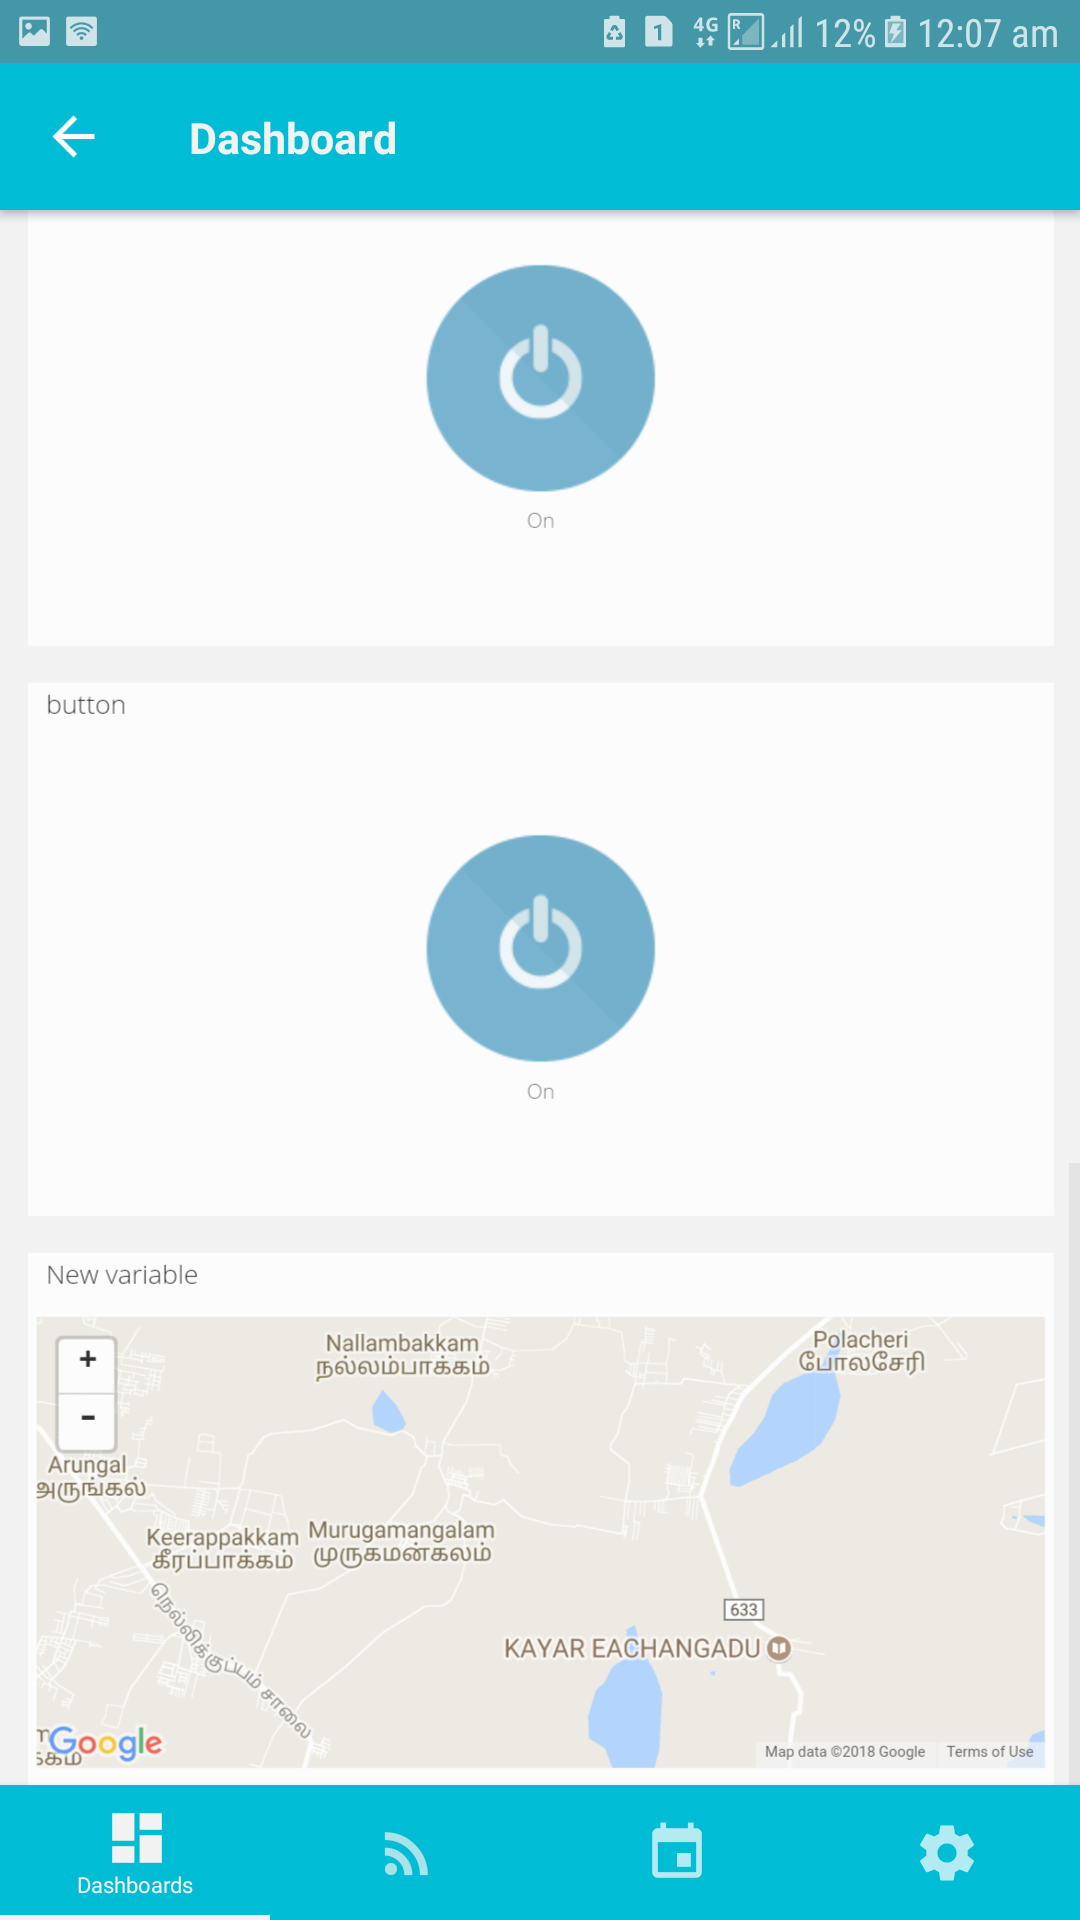 1 4G R 12% 12:07 am
Dashboard
On
button
On
New variable
+
-
Nallambakkam
நல்லம்பாக்கம்
Polacheri
போலசேரி
Arungal
அருங்கல்
Keerappakkam
கீரப்பாக்கம்
Murugamangalam
முருகமன்கலம்
நெல்லிக்குப்பம் சாலை
633
KAYAR EACHANGADU
Google
Map data ©2018 Google
Terms of Use
Dashboards